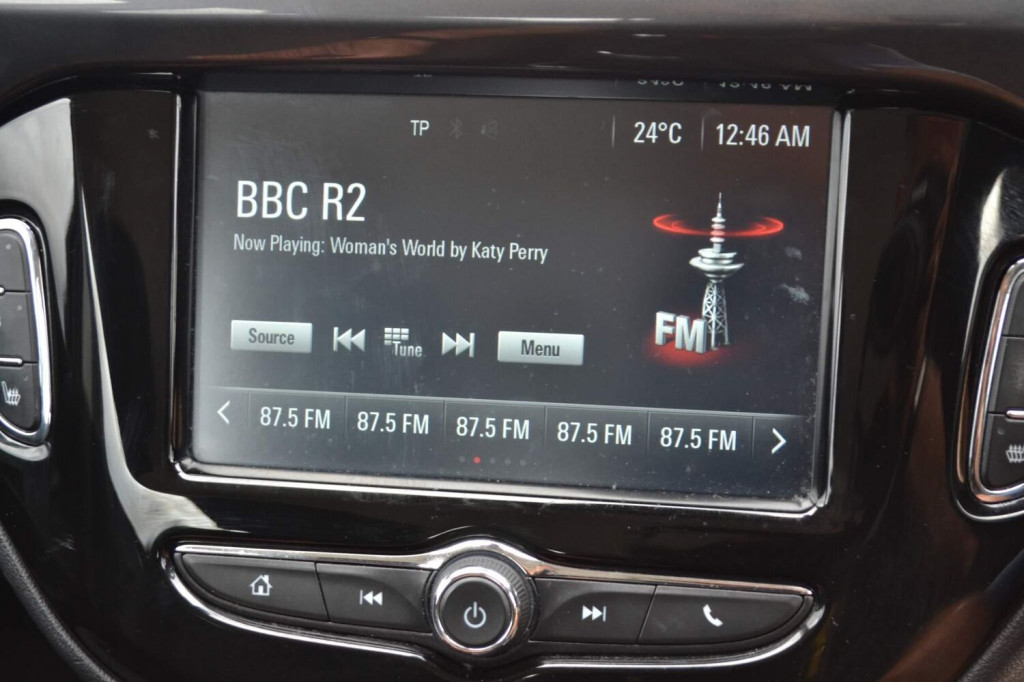 TP 24°C 12:46 AM
BBC R2
Now Playing: Woman's World by Katy Perry
FM
Source Tune Menu
87.5 FM 87.5 FM 87.5 FM 87.5 FM 87.5 FM